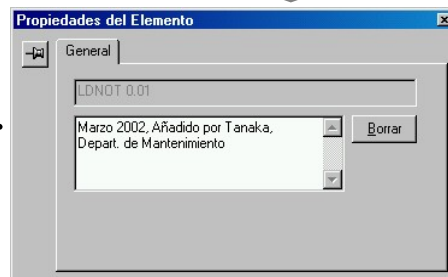 Propiedades del Elemento
General
LDNOT 0.01
Marzo 2002, Añadido por Tanaka,
Depart. de Mantenimiento
Borrar